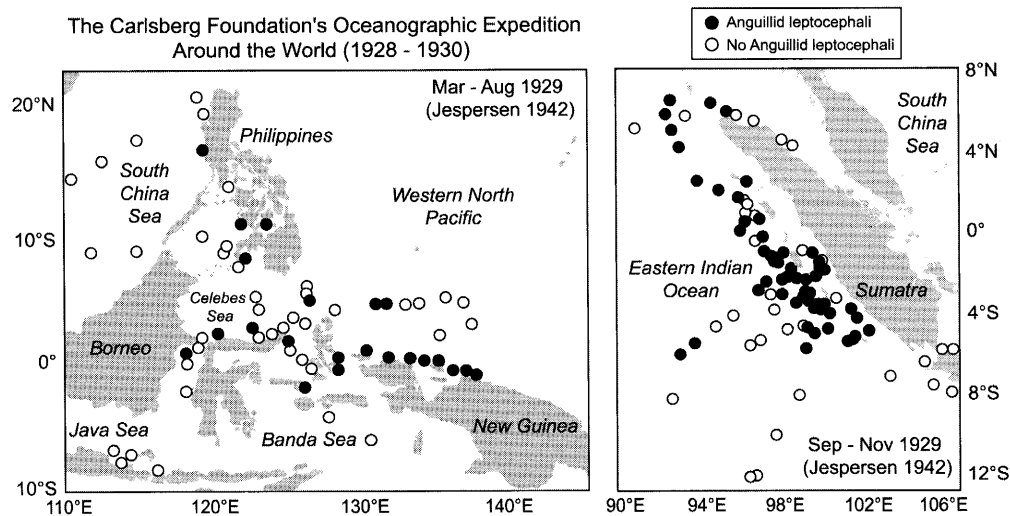 The Carlsberg Foundation's Oceanographic Expedition
Around the World (1928 - 1930)
Anguillid leptocephali
No Anguillid leptocephali
20°N
10°S
0°
10°S
110°E
120°E
130°E
140°E
Mar - Aug 1929
(Jespersen 1942)
Philippines
South
China
Sea
Western North
Pacific
Celebes
Sea
Borneo
Java Sea
Banda Sea
New Guinea
8°N
4°N
0°
4°S
8°S
12°S
90°E
94°E
98°E
102°E
106°E
South
China
Sea
Eastern Indian
Ocean
Sumatra
Sep - Nov 1929
(Jespersen 1942)